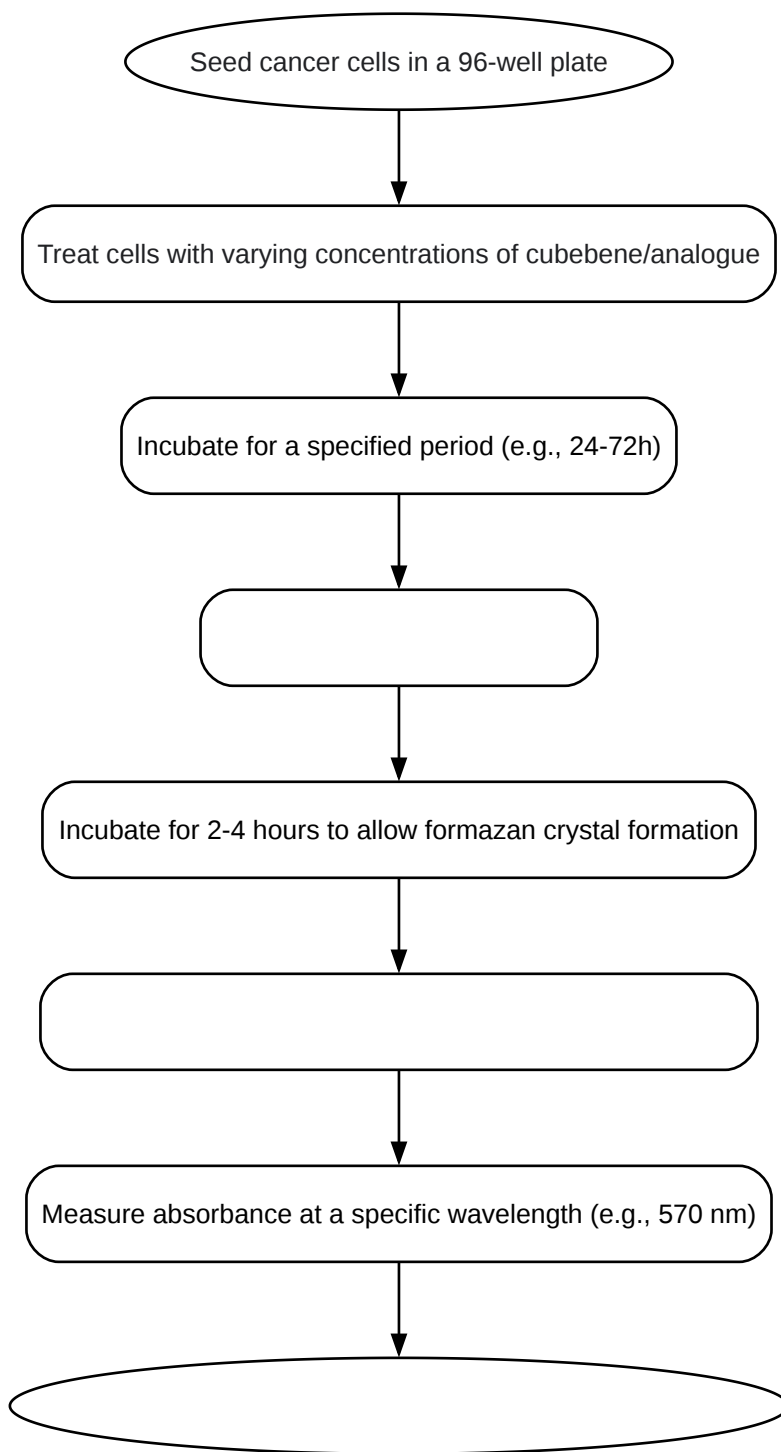 Seed cancer cells in a 96-well plate
Treat cells with varying concentrations of cubebene/analogue
Incubate for a specified period (e.g., 24-72h)
Incubate for 2-4 hours to allow formazan crystal formation
Measure absorbance at a specific wavelength (e.g., 570 nm)